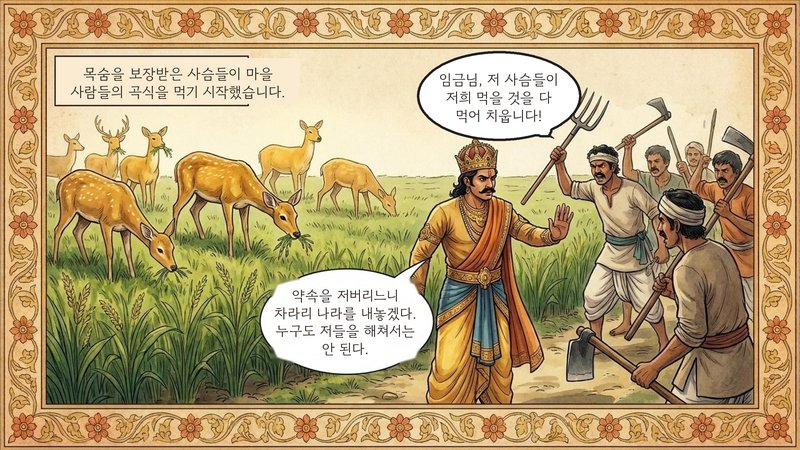 목숨을 보장받은 사슴들이 마을
사람들의 곡식을 먹기 시작했습니다.
임금님, 저 사슴들이
저희 먹을 것을 다
먹어 치웁니다!
약속을 저버리느니
차라리 나라를 내놓겠다.
누구도 저들을 해쳐서는
안 된다.